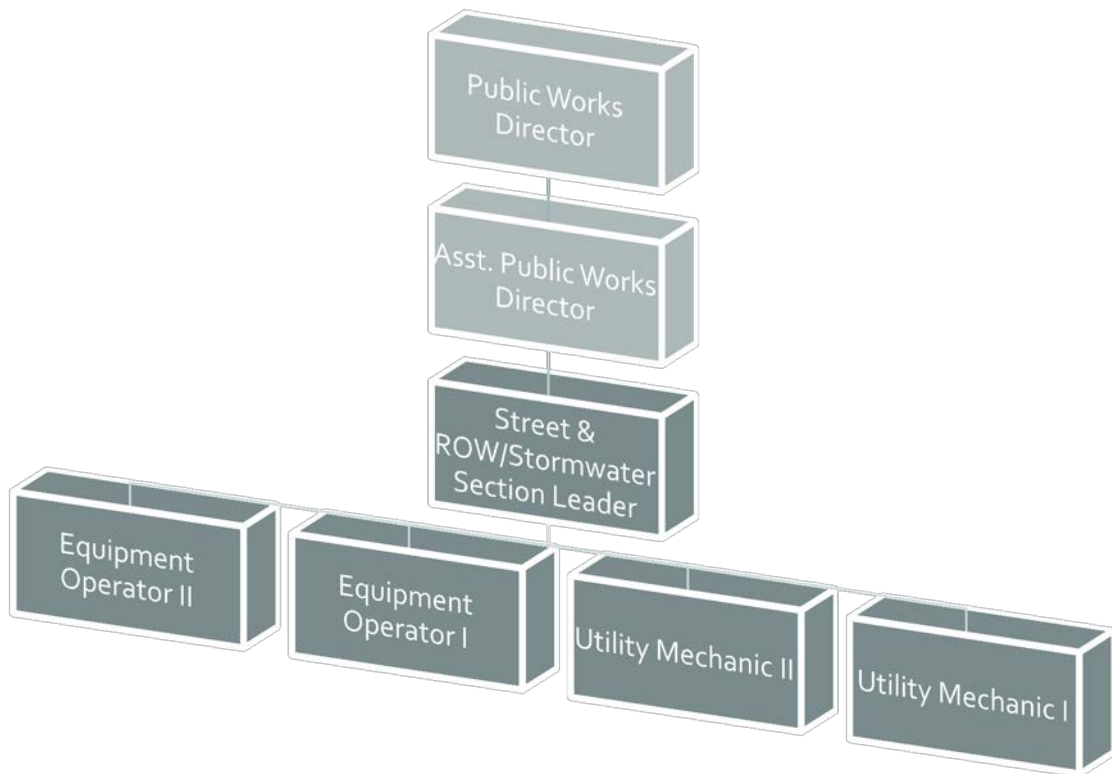 Public Works
Director
Asst. Public Works
Director
Street &
ROW/Stormwater
Section Leader
Equipment
Operator II
Equipment
Operator I
Utility Mechanic II
Utility Mechanic I